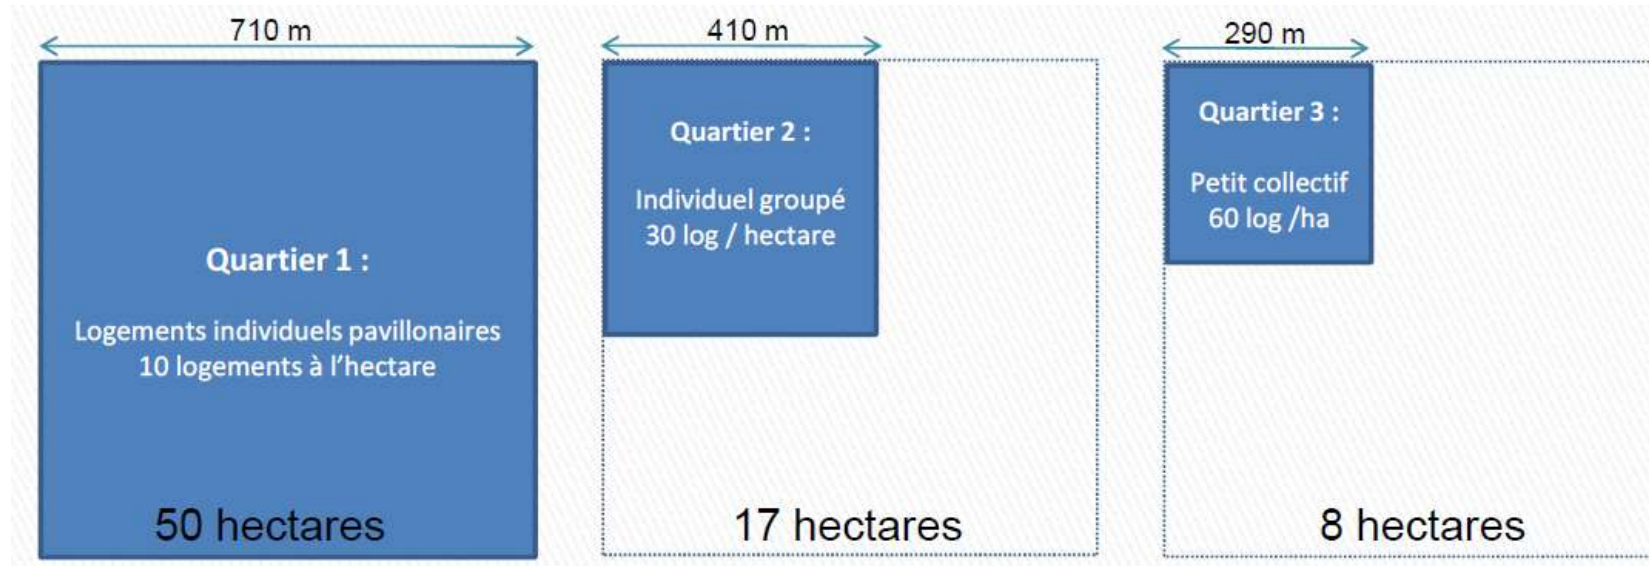 710 m
Quartier 1 :
Logements individuels pavillonaires
10 logements à l'hectare
50 hectares
410 m
Quartier 2 :
Individuel groupé
30 log / hectare
17 hectares
290 m
Quartier 3 :
Petit collectif
60 log /ha
8 hectares